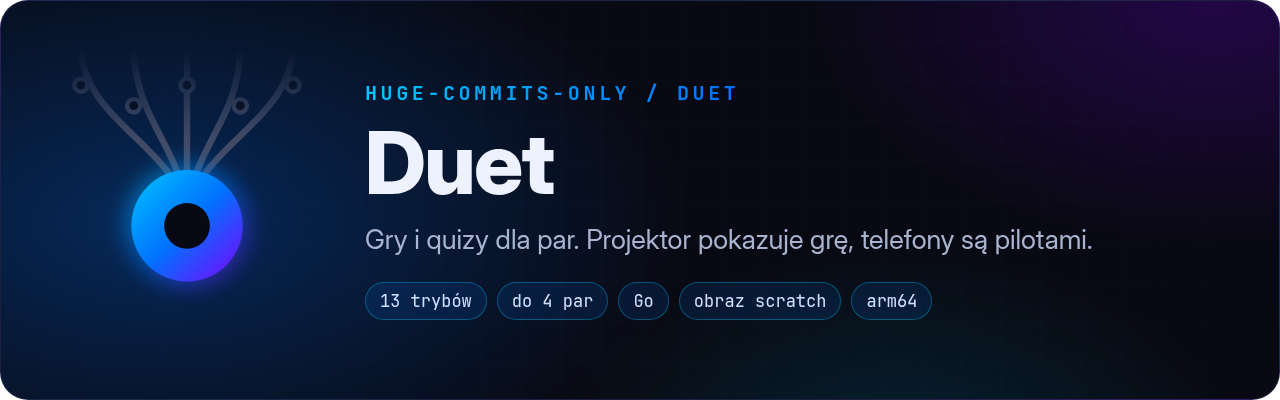 HUGE-COMMITS-ONLY / DUET
Duet
Gry i quizy dla par. Projektor pokazuje grę, telefony są pilotami.
13 trybów do 4 par Go obraz scratch arm64